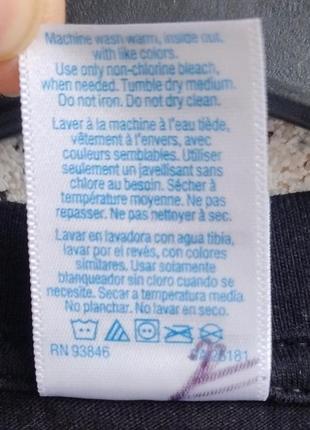 Machine wash warm, inside out,
with like colors.
Use only non-chlorine bleach,
when needed. Tumble dry medium.
Do not iron. Do not dry clean.
Laver à la machine à l'eau tiède,
vêtement à l'envers, avec
couleurs semblables. Utiliser
seulement un javellisant sans
chlore au besoin. Sécher à
température moyenne. Ne pas
repasser. Ne pas nettoyer à sec.
Lavar en lavadora con agua tibia,
lavar por el revés, con colores
similares. Usar solamente
blanqueador sin cloro cuando se
necesite. Secar a temperatura media.
No planchar. No lavar en seco.
RN 93846